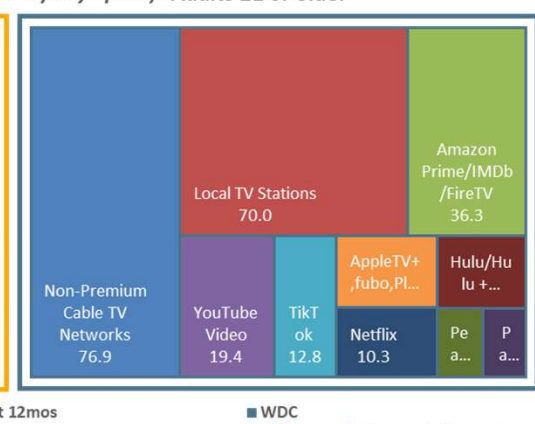 Adults 21 or older
Local TV Stations
70.0
Amazon
Prime/IMDb
/FireTV
36.3
Non-Premium
Cable TV
Networks
76.9
YouTube
Video
19.4
TikT
ok
12.8
AppleTV+
,fubo,Pl...
Hulu/Hu
lu +...
Netflix
10.3
Pe
a...
P
a...
t 12mos
WDC